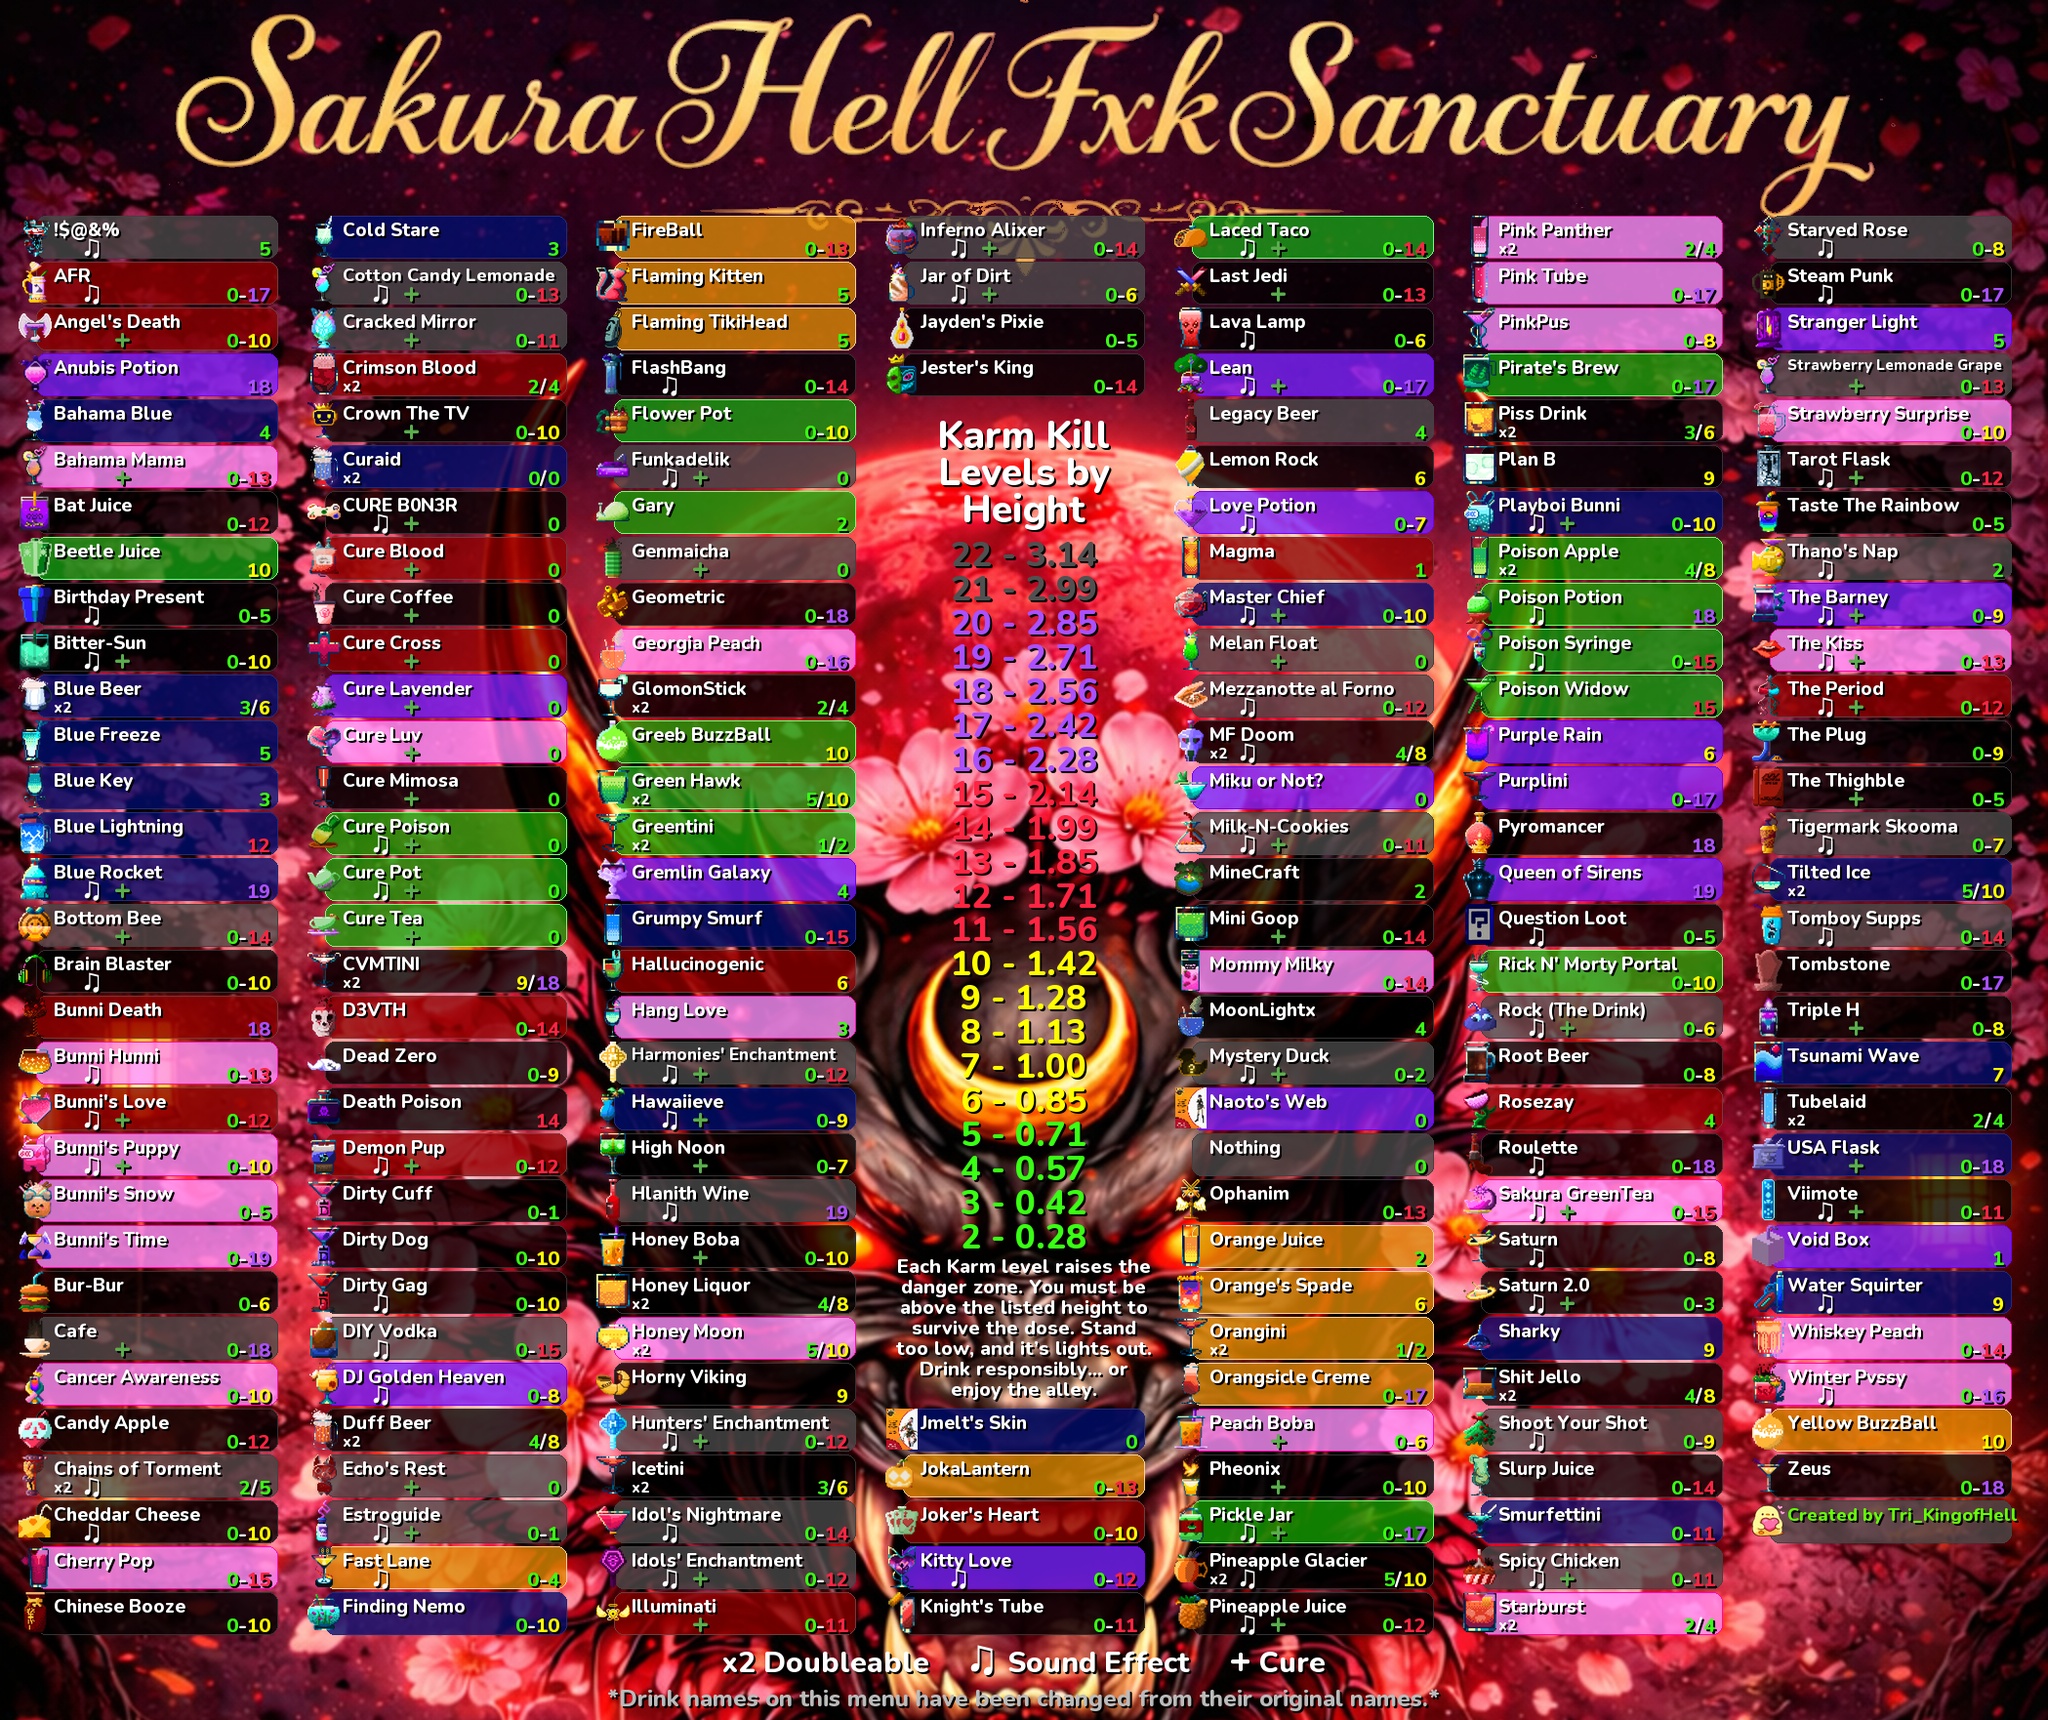 Sakura Hell Fxk Sanctuary
!$@&%
♫ 5
AFR
♫ 0-17
Angel's Death
+ 0-10
Anubis Potion
18
Bahama Blue
4
Bahama Mama
+ 0-13
Bat Juice
0-12
Beetle Juice
10
Birthday Present
♫ 0-5
Bitter-Sun
♫ + 0-10
Blue Beer
x2 3/6
Blue Freeze
5
Blue Key
3
Blue Lightning
12
Blue Rocket
♫ + 19
Bottom Bee
+ 0-14
Brain Blaster
♫ 0-10
Bunni Death
18
Bunni Hunni
♫ 0-13
Bunni's Love
♫ + 0-12
Bunni's Puppy
♫ + 0-10
Bunni's Snow
♫ 0-5
Bunni's Time
0-19
Bur-Bur
0-6
Cafe
+ 0-18
Cancer Awareness
0-10
Candy Apple
0-12
Chains of Torment
x2 ♫ 2/5
Cheddar Cheese
♫ 0-10
Cherry Pop
0-15
Chinese Booze
0-10
Cold Stare
3
Cotton Candy Lemonade
♫ + 0-13
Cracked Mirror
+ 0-11
Crimson Blood
x2 2/4
Crown The TV
+ 0-10
Curaid
x2 0/0
CURE B0N3R
♫ + 0
Cure Blood
+ 0
Cure Coffee
+ 0
Cure Cross
+ 0
Cure Lavender
+ 0
Cure Luv
+ 0
Cure Mimosa
+ 0
Cure Poison
♫ + 0
Cure Pot
♫ + 0
Cure Tea
+ 0
CVMTINI
x2 9/18
D3VTH
0-14
Dead Zero
0-9
Death Poison
14
Demon Pup
♫ + 0-12
Dirty Cuff
0-1
Dirty Dog
0-10
Dirty Gag
♫ 0-10
DIY Vodka
♫ 0-15
DJ Golden Heaven
♫ 0-8
Duff Beer
x2 4/8
Echo's Rest
+ 0
Estroguide
♫ + 0-1
Fast Lane
♫ 0-4
Finding Nemo
0-10
FireBall
0-13
Flaming Kitten
5
Flaming TikiHead
5
FlashBang
♫ 0-14
Flower Pot
0-10
Funkadelik
♫ + 0
Gary
2
Genmaicha
+ 0
Geometric
0-18
Georgia Peach
0-16
GlomonStick
x2 2/4
Greeb BuzzBall
10
Green Hawk
x2 5/10
Greentini
x2 1/2
Gremlin Galaxy
4
Grumpy Smurf
0-15
Hallucinogenic
6
Hang Love
3
Harmonies' Enchantment
♫ + 0-12
Hawaiieve
♫ + 0-9
High Noon
+ 0-7
Hlanith Wine
♫ 19
Honey Boba
+ 0-10
Honey Liquor
x2 4/8
Honey Moon
x2 5/10
Horny Viking
9
Hunters' Enchantment
♫ + 0-12
Icetini
x2 3/6
Idol's Nightmare
♫ 0-14
Idols' Enchantment
♫ + 0-12
Illuminati
+ 0-11
Inferno Alixer
♫ + 0-14
Jar of Dirt
♫ + 0-6
Jayden's Pixie
0-5
Jester's King
0-14
Karm Kill
Levels by
Height
22 - 3.14
21 - 2.99
20 - 2.85
19 - 2.71
18 - 2.56
17 - 2.42
16 - 2.28
15 - 2.14
14 - 1.99
13 - 1.85
12 - 1.71
11 - 1.56
10 - 1.42
9 - 1.28
8 - 1.13
7 - 1.00
6 - 0.85
5 - 0.71
4 - 0.57
3 - 0.42
2 - 0.28
Each Karm level raises the
danger zone. You must be
above the listed height to
survive the dose. Stand
too low, and it's lights out.
Drink responsibly... or
enjoy the alley.
Jmelt's Skin
0
JokaLantern
0-13
Joker's Heart
0-10
Kitty Love
♫ 0-12
Knight's Tube
0-11
Laced Taco
♫ + 0-14
Last Jedi
+ 0-13
Lava Lamp
♫ 0-6
Lean
♫ + 0-17
Legacy Beer
4
Lemon Rock
6
Love Potion
♫ 0-7
Magma
1
Master Chief
♫ + 0-10
Melan Float
+ 0
Mezzanotte al Forno
♫ 0-12
MF Doom
x2 ♫ 4/8
Miku or Not?
0
Milk-N-Cookies
♫ + 0-11
MineCraft
2
Mini Goop
+ 0-14
Mommy Milky
0-14
MoonLightx
4
Mystery Duck
♫ + 0-2
Naoto's Web
0
Nothing
0
Ophanim
0-13
Orange Juice
2
Orange's Spade
6
Orangini
x2 1/2
Orangsicle Creme
0-17
Peach Boba
+ 0-6
Pheonix
+ 0-10
Pickle Jar
♫ + 0-17
Pineapple Glacier
x2 ♫ 5/10
Pineapple Juice
♫ + 0-12
Pink Panther
x2 2/4
Pink Tube
0-17
PinkPus
0-8
Pirate's Brew
0-17
Piss Drink
x2 3/6
Plan B
9
Playboi Bunni
♫ + 0-10
Poison Apple
x2 4/8
Poison Potion
18
Poison Syringe
♫ 0-15
Poison Widow
15
Purple Rain
6
Purplini
0-17
Pyromancer
18
Queen of Sirens
19
Question Loot
♫ 0-5
Rick N' Morty Portal
0-10
Rock (The Drink)
♫ + 0-6
Root Beer
0-8
Rosezay
4
Roulette
♫ 0-18
Sakura GreenTea
♫ + 0-15
Saturn
♫ 0-8
Saturn 2.0
♫ + 0-3
Sharky
9
Shit Jello
x2 4/8
Shoot Your Shot
♫ 0-9
Slurp Juice
0-14
Smurfettini
0-11
Spicy Chicken
♫ + 0-11
Starburst
x2 2/4
Starved Rose
♫ 0-8
Steam Punk
♫ 0-17
Stranger Light
5
Strawberry Lemonade Grape
+ 0-13
Strawberry Surprise
0-10
Tarot Flask
♫ + 0-12
Taste The Rainbow
0-5
Thano's Nap
♫ 2
The Barney
♫ + 0-9
The Kiss
♫ + 0-13
The Period
♫ + 0-12
The Plug
0-9
The Thighble
+ 0-5
Tigermark Skooma
♫ 0-7
Tilted Ice
x2 5/10
Tomboy Supps
♫ 0-14
Tombstone
0-17
Triple H
+ 0-8
Tsunami Wave
7
Tubelaid
x2 2/4
USA Flask
+ 0-18
Viimote
♫ + 0-11
Void Box
1
Water Squirter
9
Whiskey Peach
0-14
Winter Pvssy
♫ 0-16
Yellow BuzzBall
10
Zeus
0-18
Created by Tri_KingofHell
x2 Doubleable ♫ Sound Effect + Cure
*Drink names on this menu have been changed from their original names.*